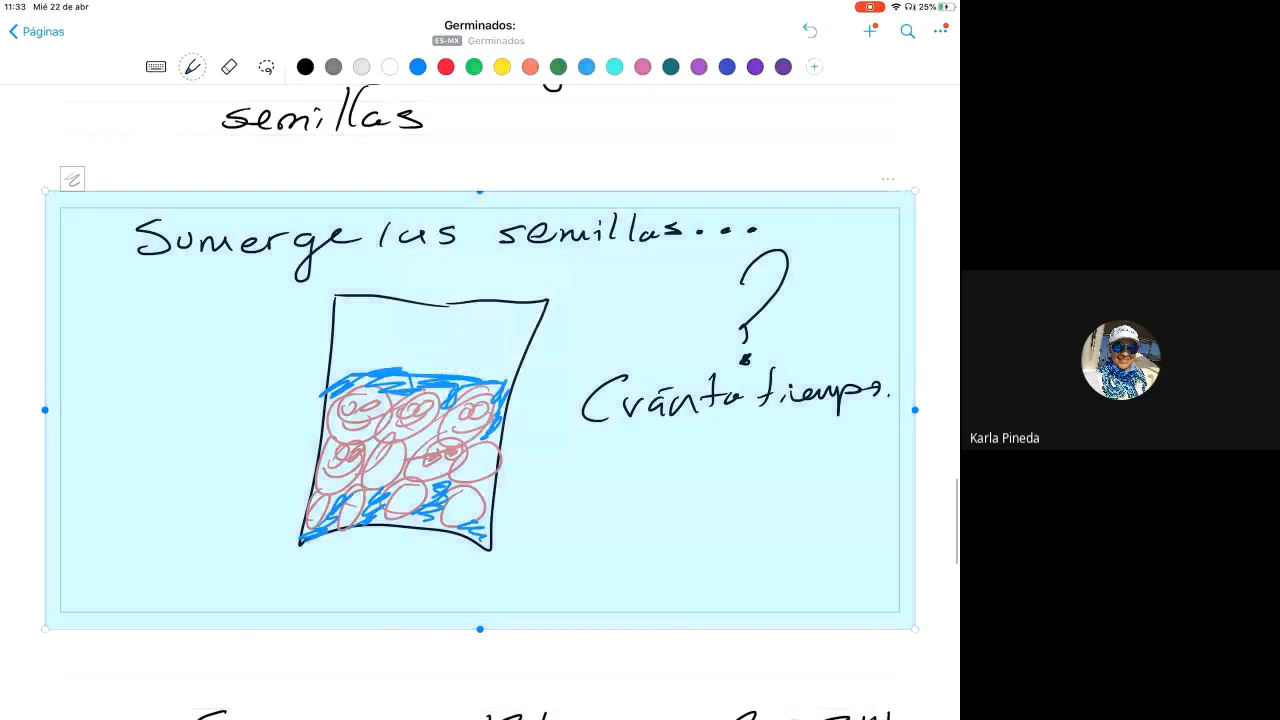 11:33 Mié 22 de abr
25%
Páginas
Germinados:
ES-MX Germinados
semillas
Sumerge las semillas...
?
Cuánto tiempo.
Karla Pineda